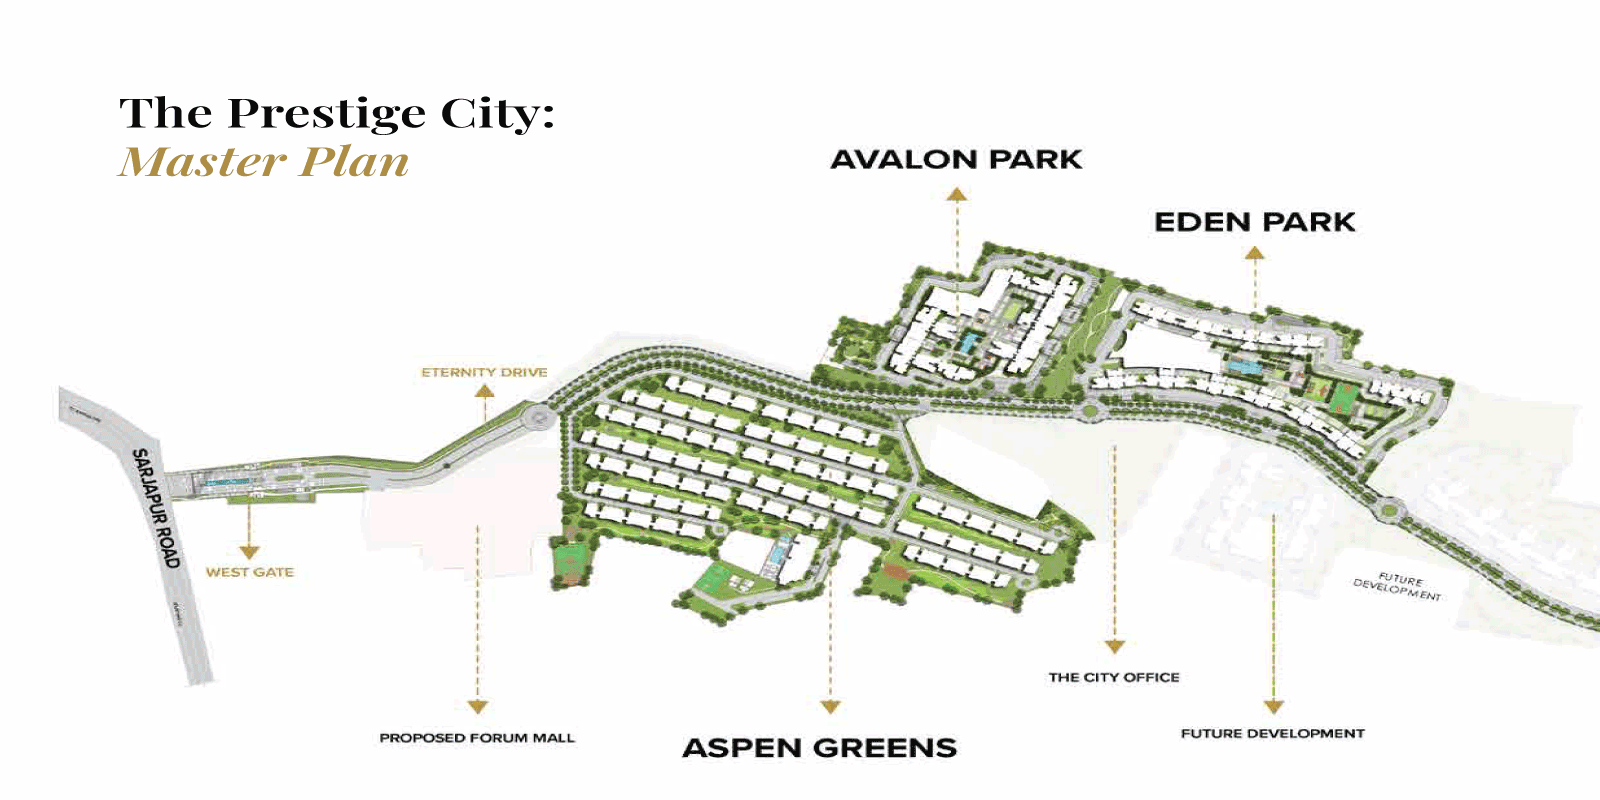 The Prestige City:
Master Plan
AVALON PARK
EDEN PARK
ETERNITY DRIVE
SARJAPUR ROAD
WEST GATE
FUTURE
DEVELOPMENT
THE CITY OFFICE
PROPOSED FORUM MALL
ASPEN GREENS
FUTURE DEVELOPMENT